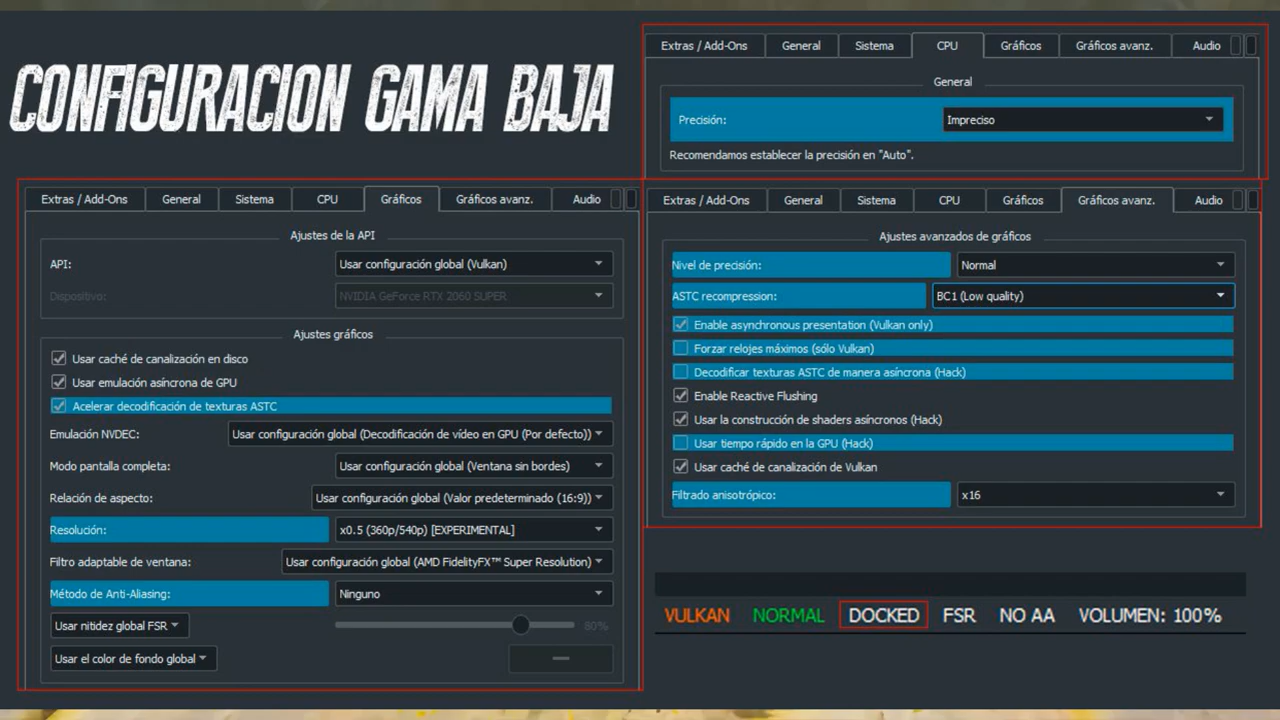 CONFIGURACION GAMA BAJA
Extras / Add-Ons General Sistema CPU Gráficos Gráficos avanz. Audio
General
Precisión: Impreciso
Recomendamos establecer la precisión en "Auto".
Extras / Add-Ons General Sistema CPU Gráficos Gráficos avanz. Audio
Ajustes de la API
API: Usar configuración global (Vulkan)
Dispositivo: NVIDIA GeForce RTX 2060 SUPER
Ajustes gráficos
Usar caché de canalización en disco
Usar emulación asíncrona de GPU
Acelerar decodificación de texturas ASTC
Emulación NVDEC: Usar configuración global (Decodificación de vídeo en GPU (Por defecto))
Modo pantalla completa: Usar configuración global (Ventana sin bordes)
Relación de aspecto: Usar configuración global (Valor predeterminado (16:9))
Resolución: x0.5 (360p/540p) [EXPERIMENTAL]
Filtro adaptable de ventana: Usar configuración global (AMD FidelityFX™ Super Resolution)
Método de Anti-Aliasing: Ninguno
Usar nitidez global FSR 80%
Usar el color de fondo global
Extras / Add-Ons General Sistema CPU Gráficos Gráficos avanz. Audio
Ajustes avanzados de gráficos
Nivel de precisión: Normal
ASTC recompression: BC1 (Low quality)
Enable asynchronous presentation (Vulkan only)
Forzar relojes máximos (sólo Vulkan)
Decodificar texturas ASTC de manera asíncrona (Hack)
Enable Reactive Flushing
Usar la construcción de shaders asíncronos (Hack)
Usar tiempo rápido en la GPU (Hack)
Usar caché de canalización de Vulkan
Filtrado anisotrópico: x16
VULKAN NORMAL DOCKED FSR NO AA VOLUMEN: 100%